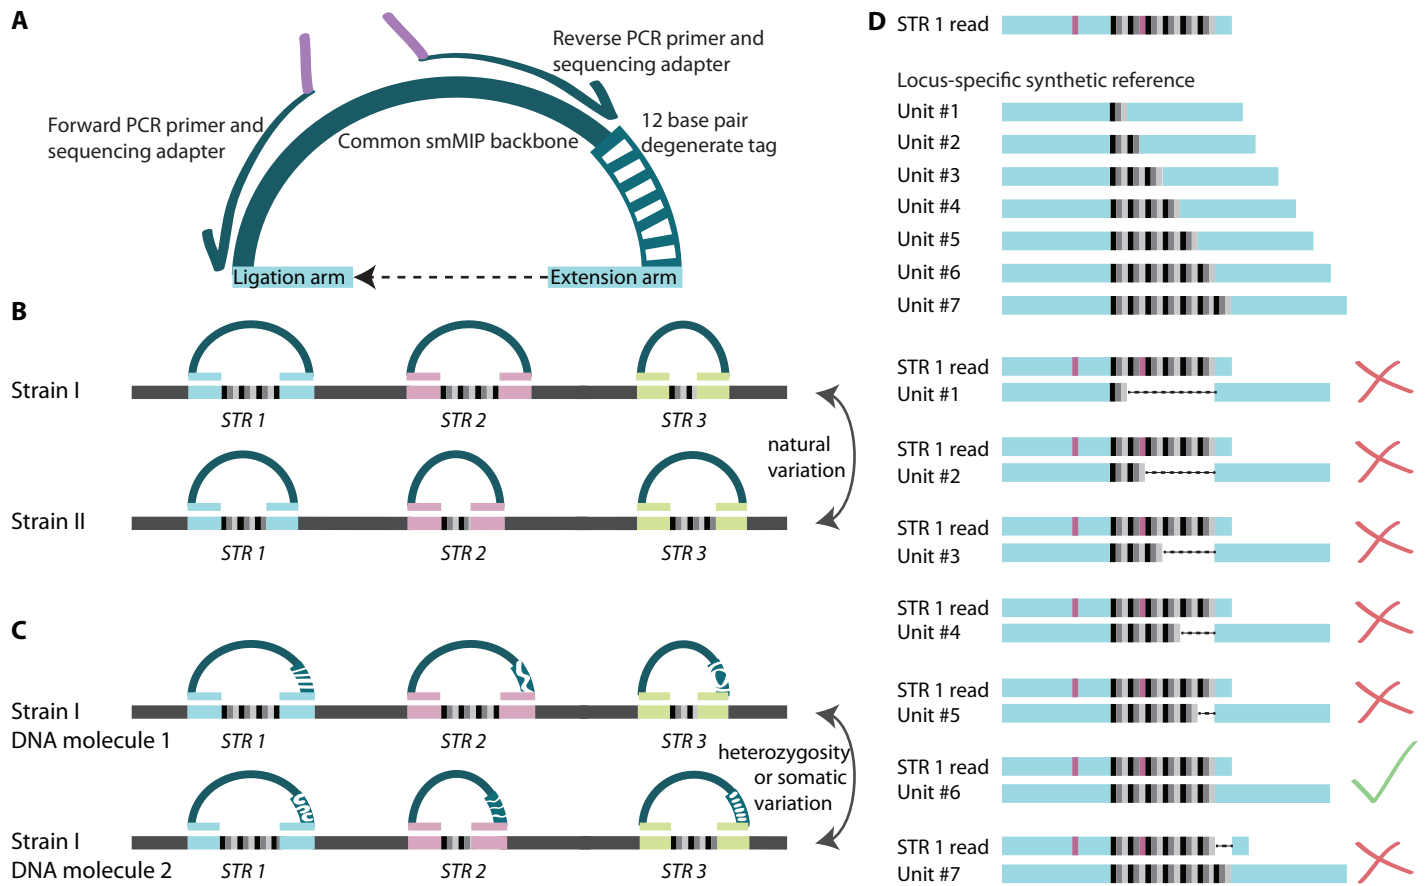 A
Reverse PCR primer and
sequencing adapter
Forward PCR primer and
sequencing adapter
Common smMIP backbone
12 base pair
degenerate tag
Ligation arm
Extension arm
B
Strain I
STR 1
STR 2
STR 3
natural
variation
Strain II
STR 1
STR 2
STR 3
C
Strain I
DNA molecule 1
STR 1
STR 2
STR 3
heterozygosity
or somatic
variation
Strain I
DNA molecule 2
STR 1
STR 2
STR 3
D
STR 1 read
Locus-specific synthetic reference
Unit #1
Unit #2
Unit #3
Unit #4
Unit #5
Unit #6
Unit #7
STR 1 read
Unit #1
STR 1 read
Unit #2
STR 1 read
Unit #3
STR 1 read
Unit #4
STR 1 read
Unit #5
STR 1 read
Unit #6
STR 1 read
Unit #7